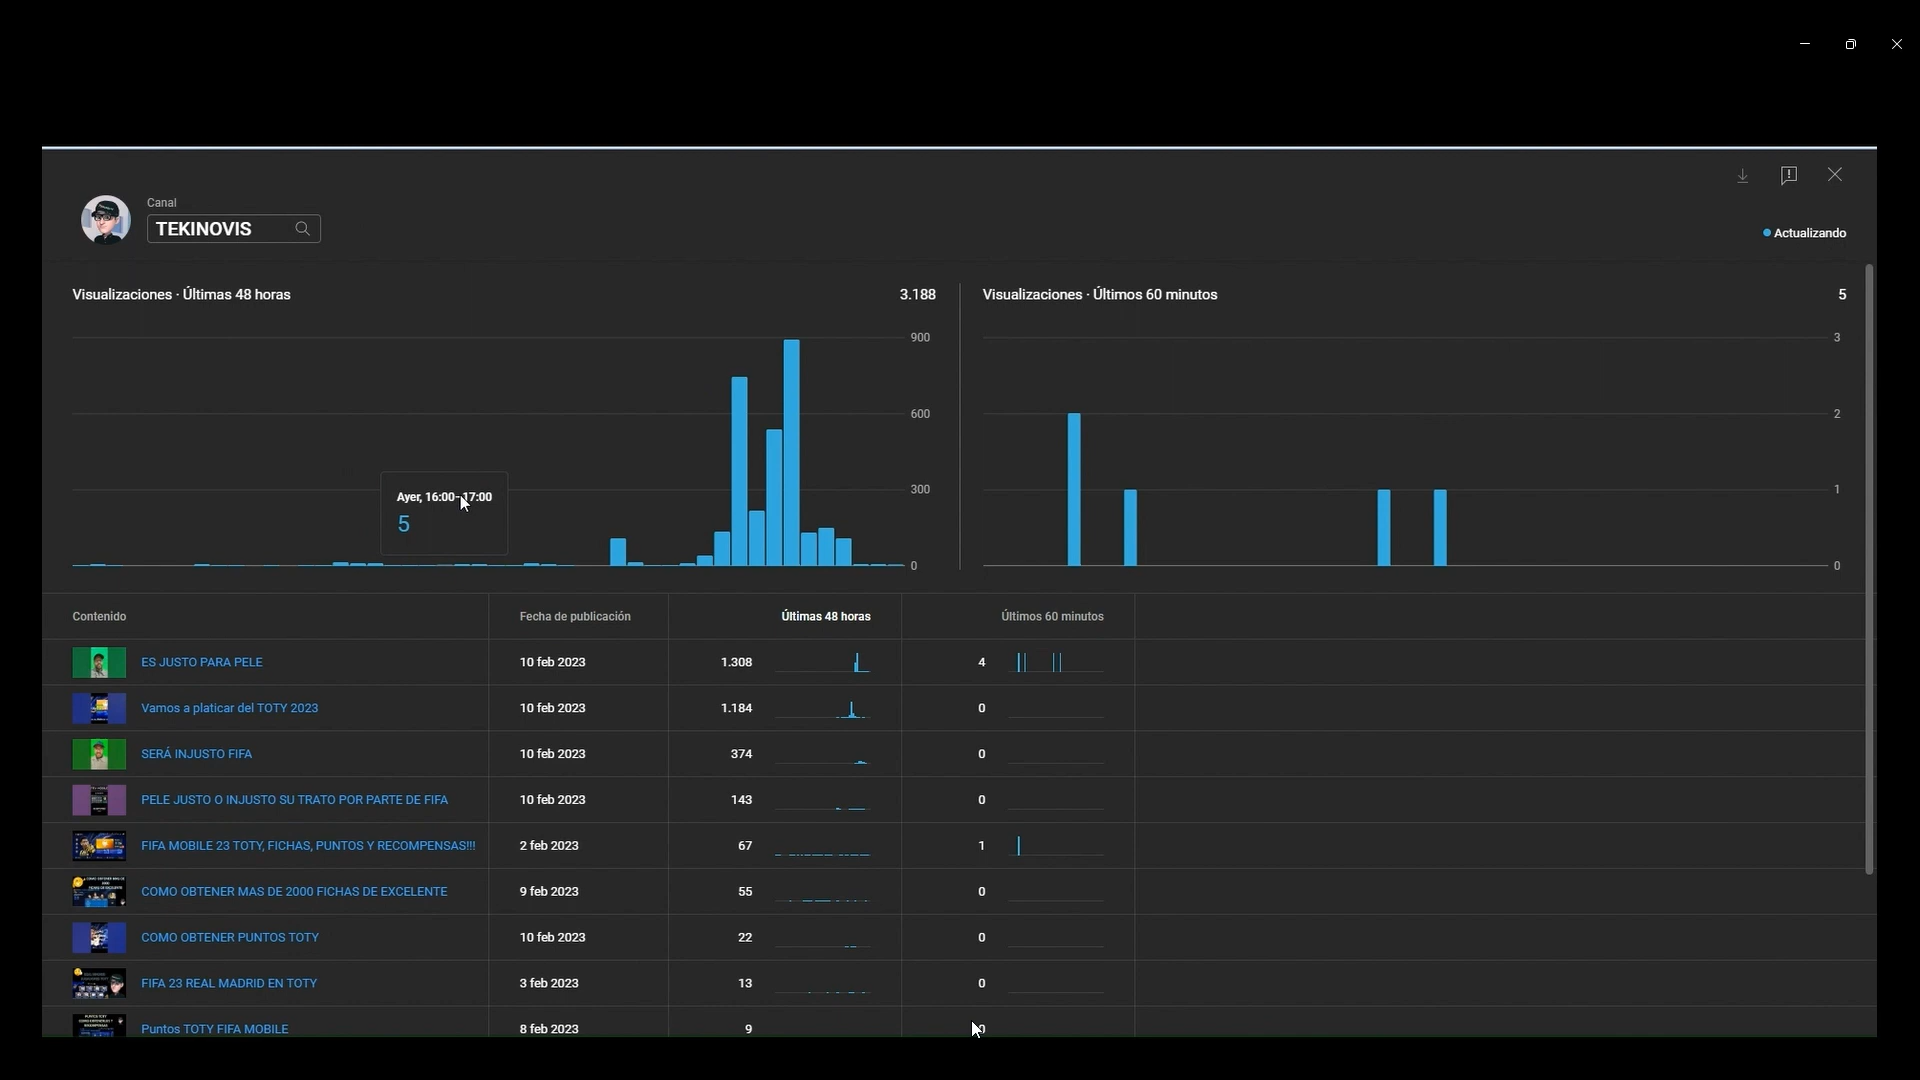 Canal
TEKINOVIS
Actualizando
Visualizaciones · Últimas 48 horas
3.188
900
600
300
0
Ayer, 16:00–17:00
5
Visualizaciones · Últimos 60 minutos
5
3
2
1
0
Contenido Fecha de publicación Últimas 48 horas Últimos 60 minutos
ES JUSTO PARA PELE 10 feb 2023 1.308 4
Vamos a platicar del TOTY 2023 10 feb 2023 1.184 0
SERÁ INJUSTO FIFA 10 feb 2023 374 0
PELE JUSTO O INJUSTO SU TRATO POR PARTE DE FIFA 10 feb 2023 143 0
FIFA MOBILE 23 TOTY, FICHAS, PUNTOS Y RECOMPENSAS!!! 2 feb 2023 67 1
COMO OBTENER MAS DE 2000 FICHAS DE EXCELENTE 9 feb 2023 55 0
COMO OBTENER PUNTOS TOTY 10 feb 2023 22 0
FIFA 23 REAL MADRID EN TOTY 3 feb 2023 13 0
Puntos TOTY FIFA MOBILE 8 feb 2023 9 0